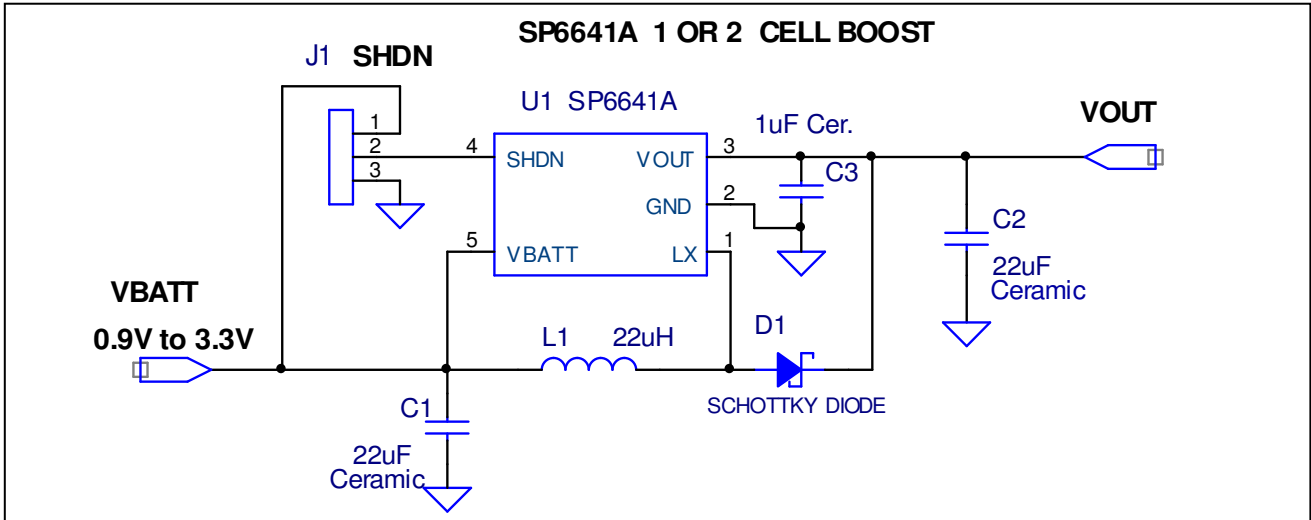 SP6641A 1 OR 2 CELL BOOST
J1 SHDN
U1 SP6641A
1uF Cer.
VOUT
1
2
3
4
SHDN
VOUT
3
C3
GND
2
C2
5
VBATT
LX
1
22uF
Ceramic
VBATT
0.9V to 3.3V
L1 22uH
D1
SCHOTTKY DIODE
C1
22uF
Ceramic